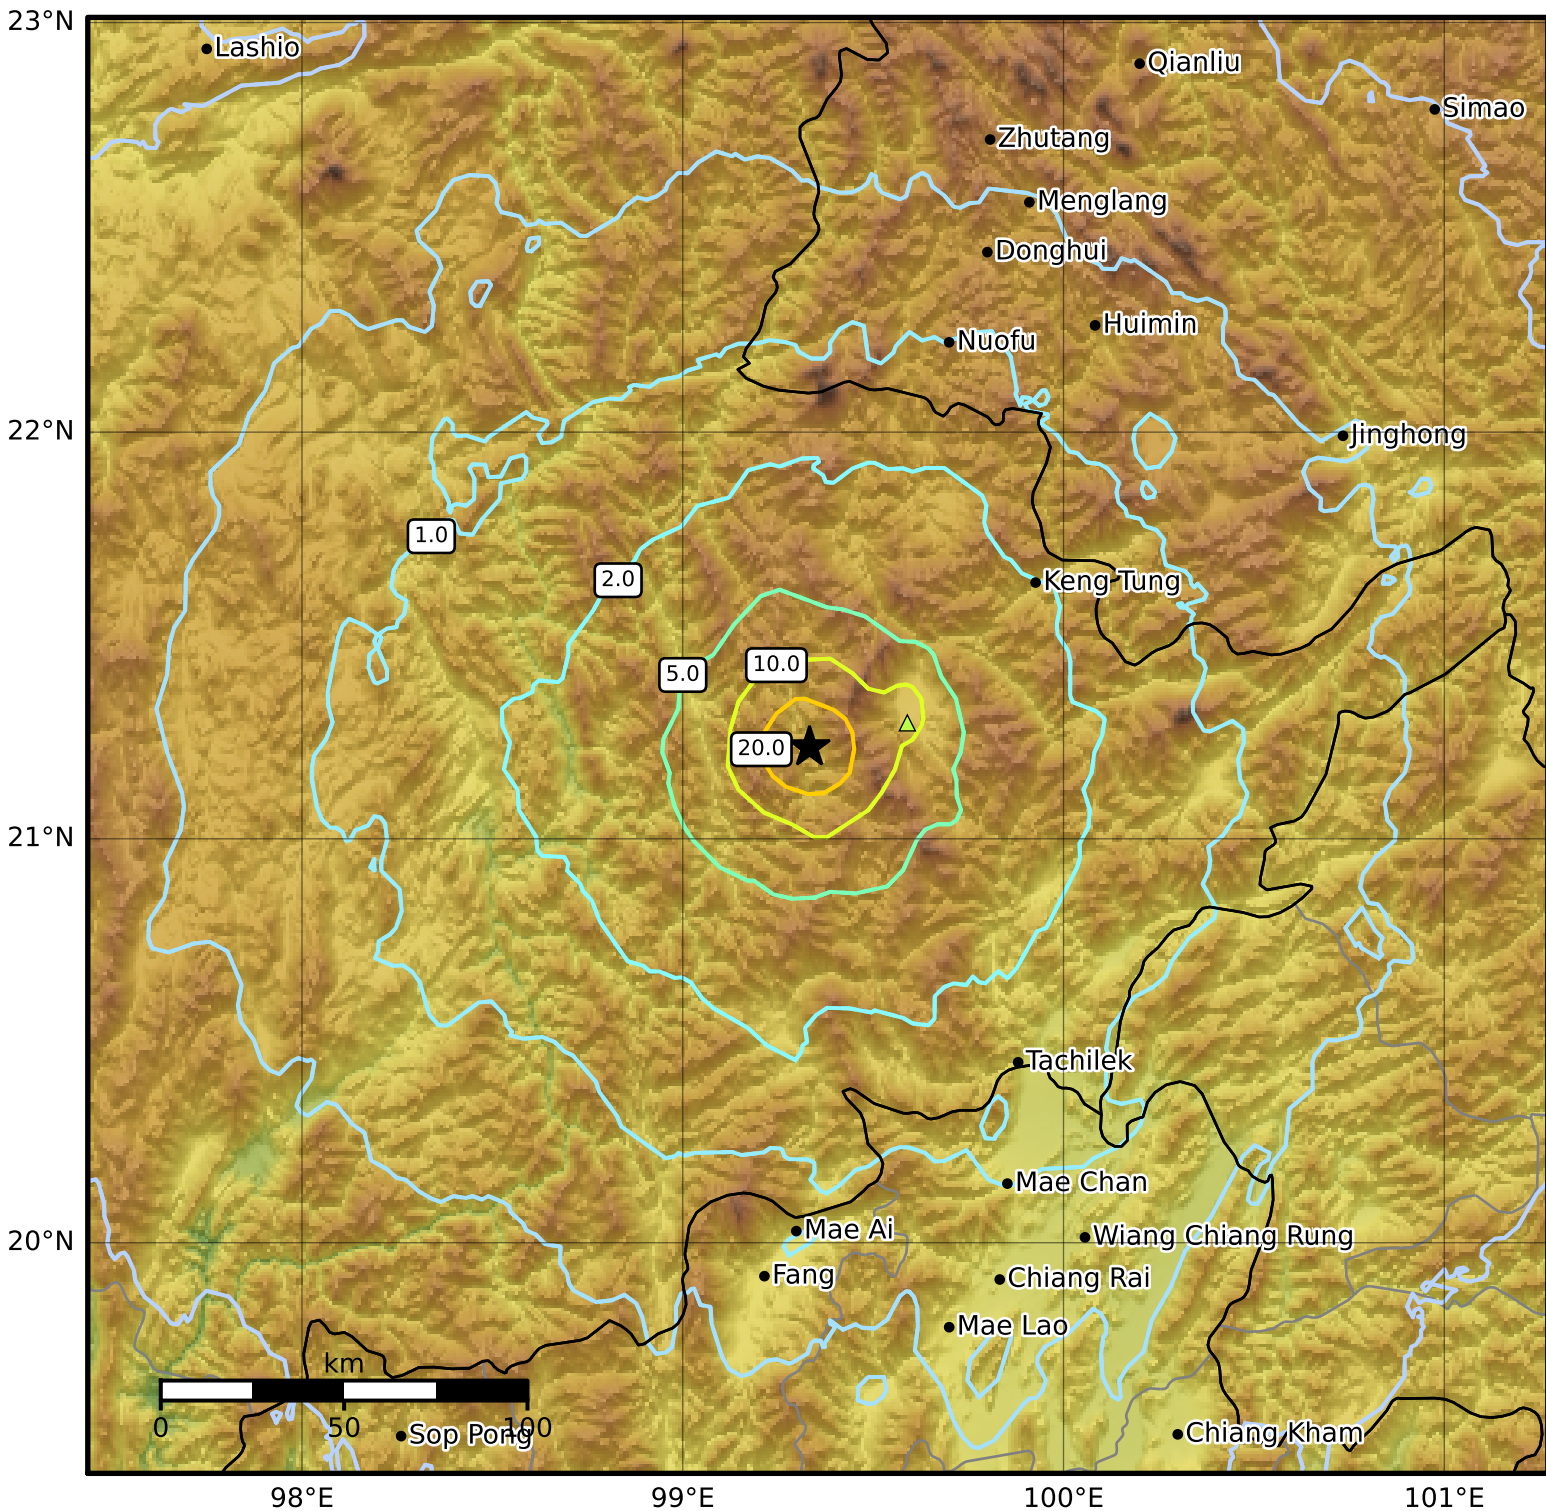 23°N
Lashio
Qianliu
Simao
Zhutang
Menglang
Donghui
Huimin
Nuofu
22°N
Jinghong
1.0
2.0
Keng Tung
10.0
5.0
20.0
21°N
Tachilek
Mae Chan
Mae Ai
Wiang Chiang Rung
20°N
Fang
Chiang Rai
Mae Lao
km
0
50
100
Sop Pong
Chiang Kham
98°E
99°E
100°E
101°E